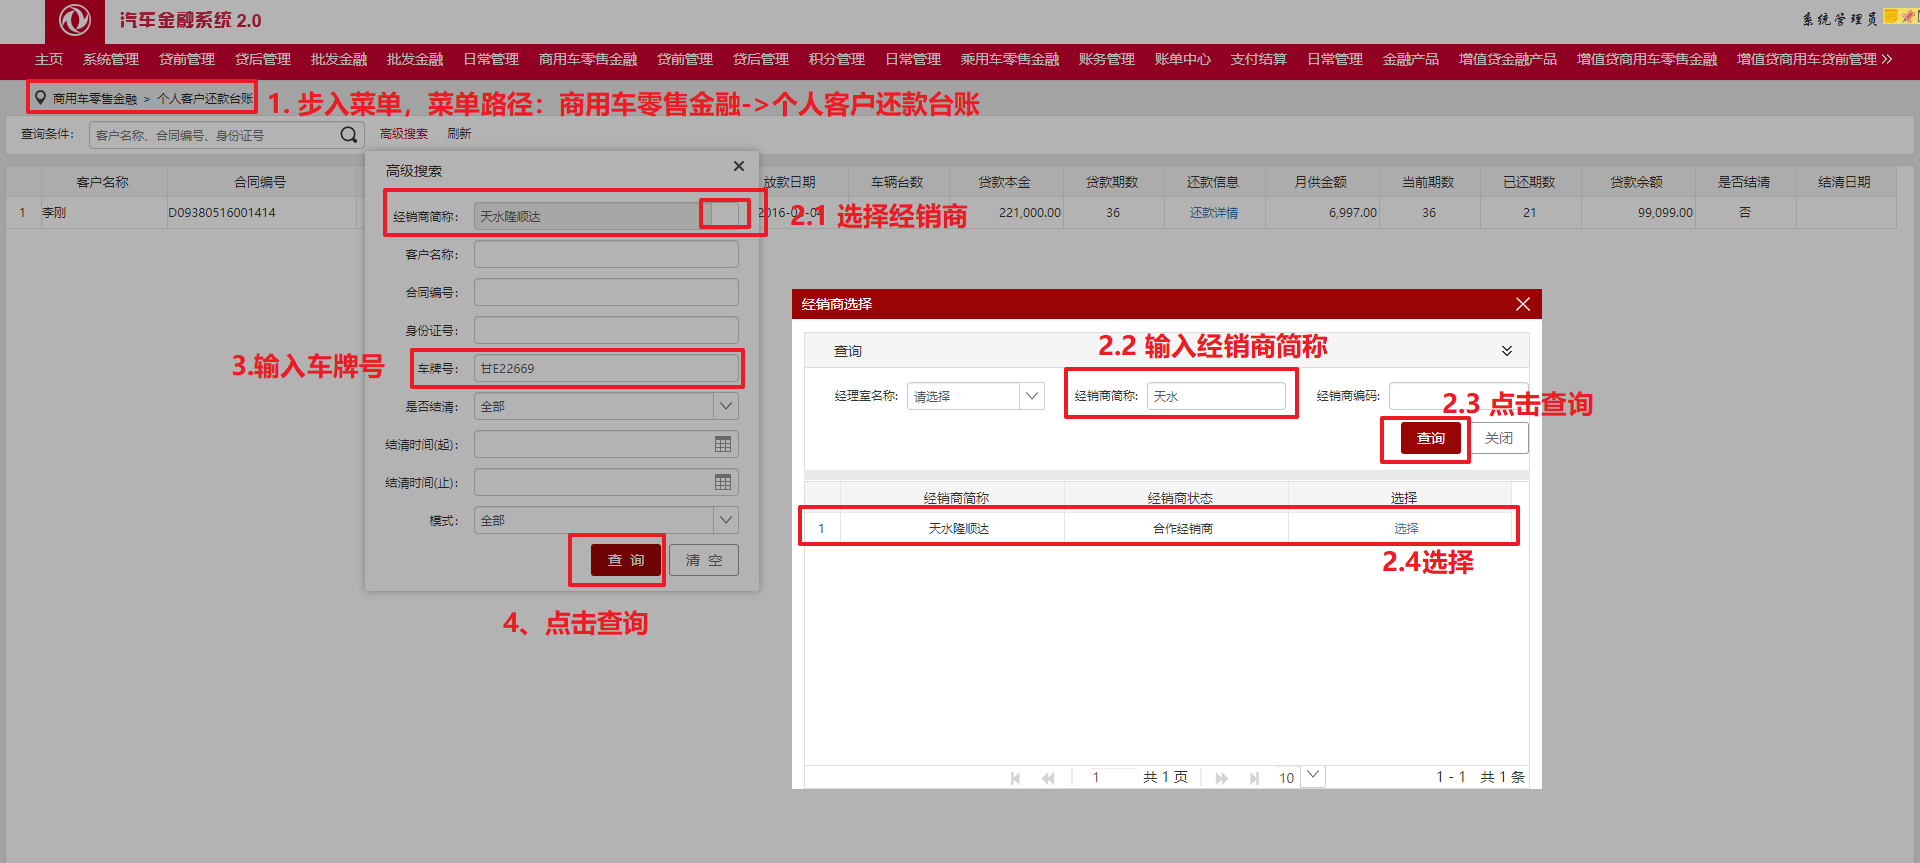 汽车金融系统 2.0
系统管理员
主页 系统管理 贷前管理 贷后管理 批发金融 批发金融 日常管理 商用车零售金融 贷前管理 贷后管理 积分管理 日常管理 乘用车零售金融 账务管理 账单中心 支付结算 日常管理 金融产品 增值贷金融产品 增值贷商用车零售金融 增值贷商用车贷前管理
商用车零售金融 > 个人客户还款台账
1. 步入菜单，菜单路径：商用车零售金融->个人客户还款台账
查询条件: 客户名称、合同编号、身份证号 高级搜索 刷新
客户名称 合同编号 放款日期 车辆台数 贷款本金 贷款期数 还款信息 月供金额 当前期数 已还期数 贷款余额 是否结清 结清日期
1 李刚 D09380516001414 221,000.00 36 还款详情 6,997.00 36 21 99,099.00 否
高级搜索
经销商简称: 天水隆顺达
2.1 选择经销商
客户名称:
合同编号:
身份证号:
3.输入车牌号
车牌号: 甘E22669
是否结清: 全部
结清时间(起):
结清时间(止):
模式: 全部
查 询 清 空
4、点击查询
经销商选择
查询
2.2 输入经销商简称
经理室名称: 请选择 经销商简称: 天水 经销商编码:
2.3 点击查询
查询 关闭
经销商简称 经销商状态 选择
1 天水隆顺达 合作经销商 选择
2.4选择
1 共 1 页 10 1 - 1 共 1 条